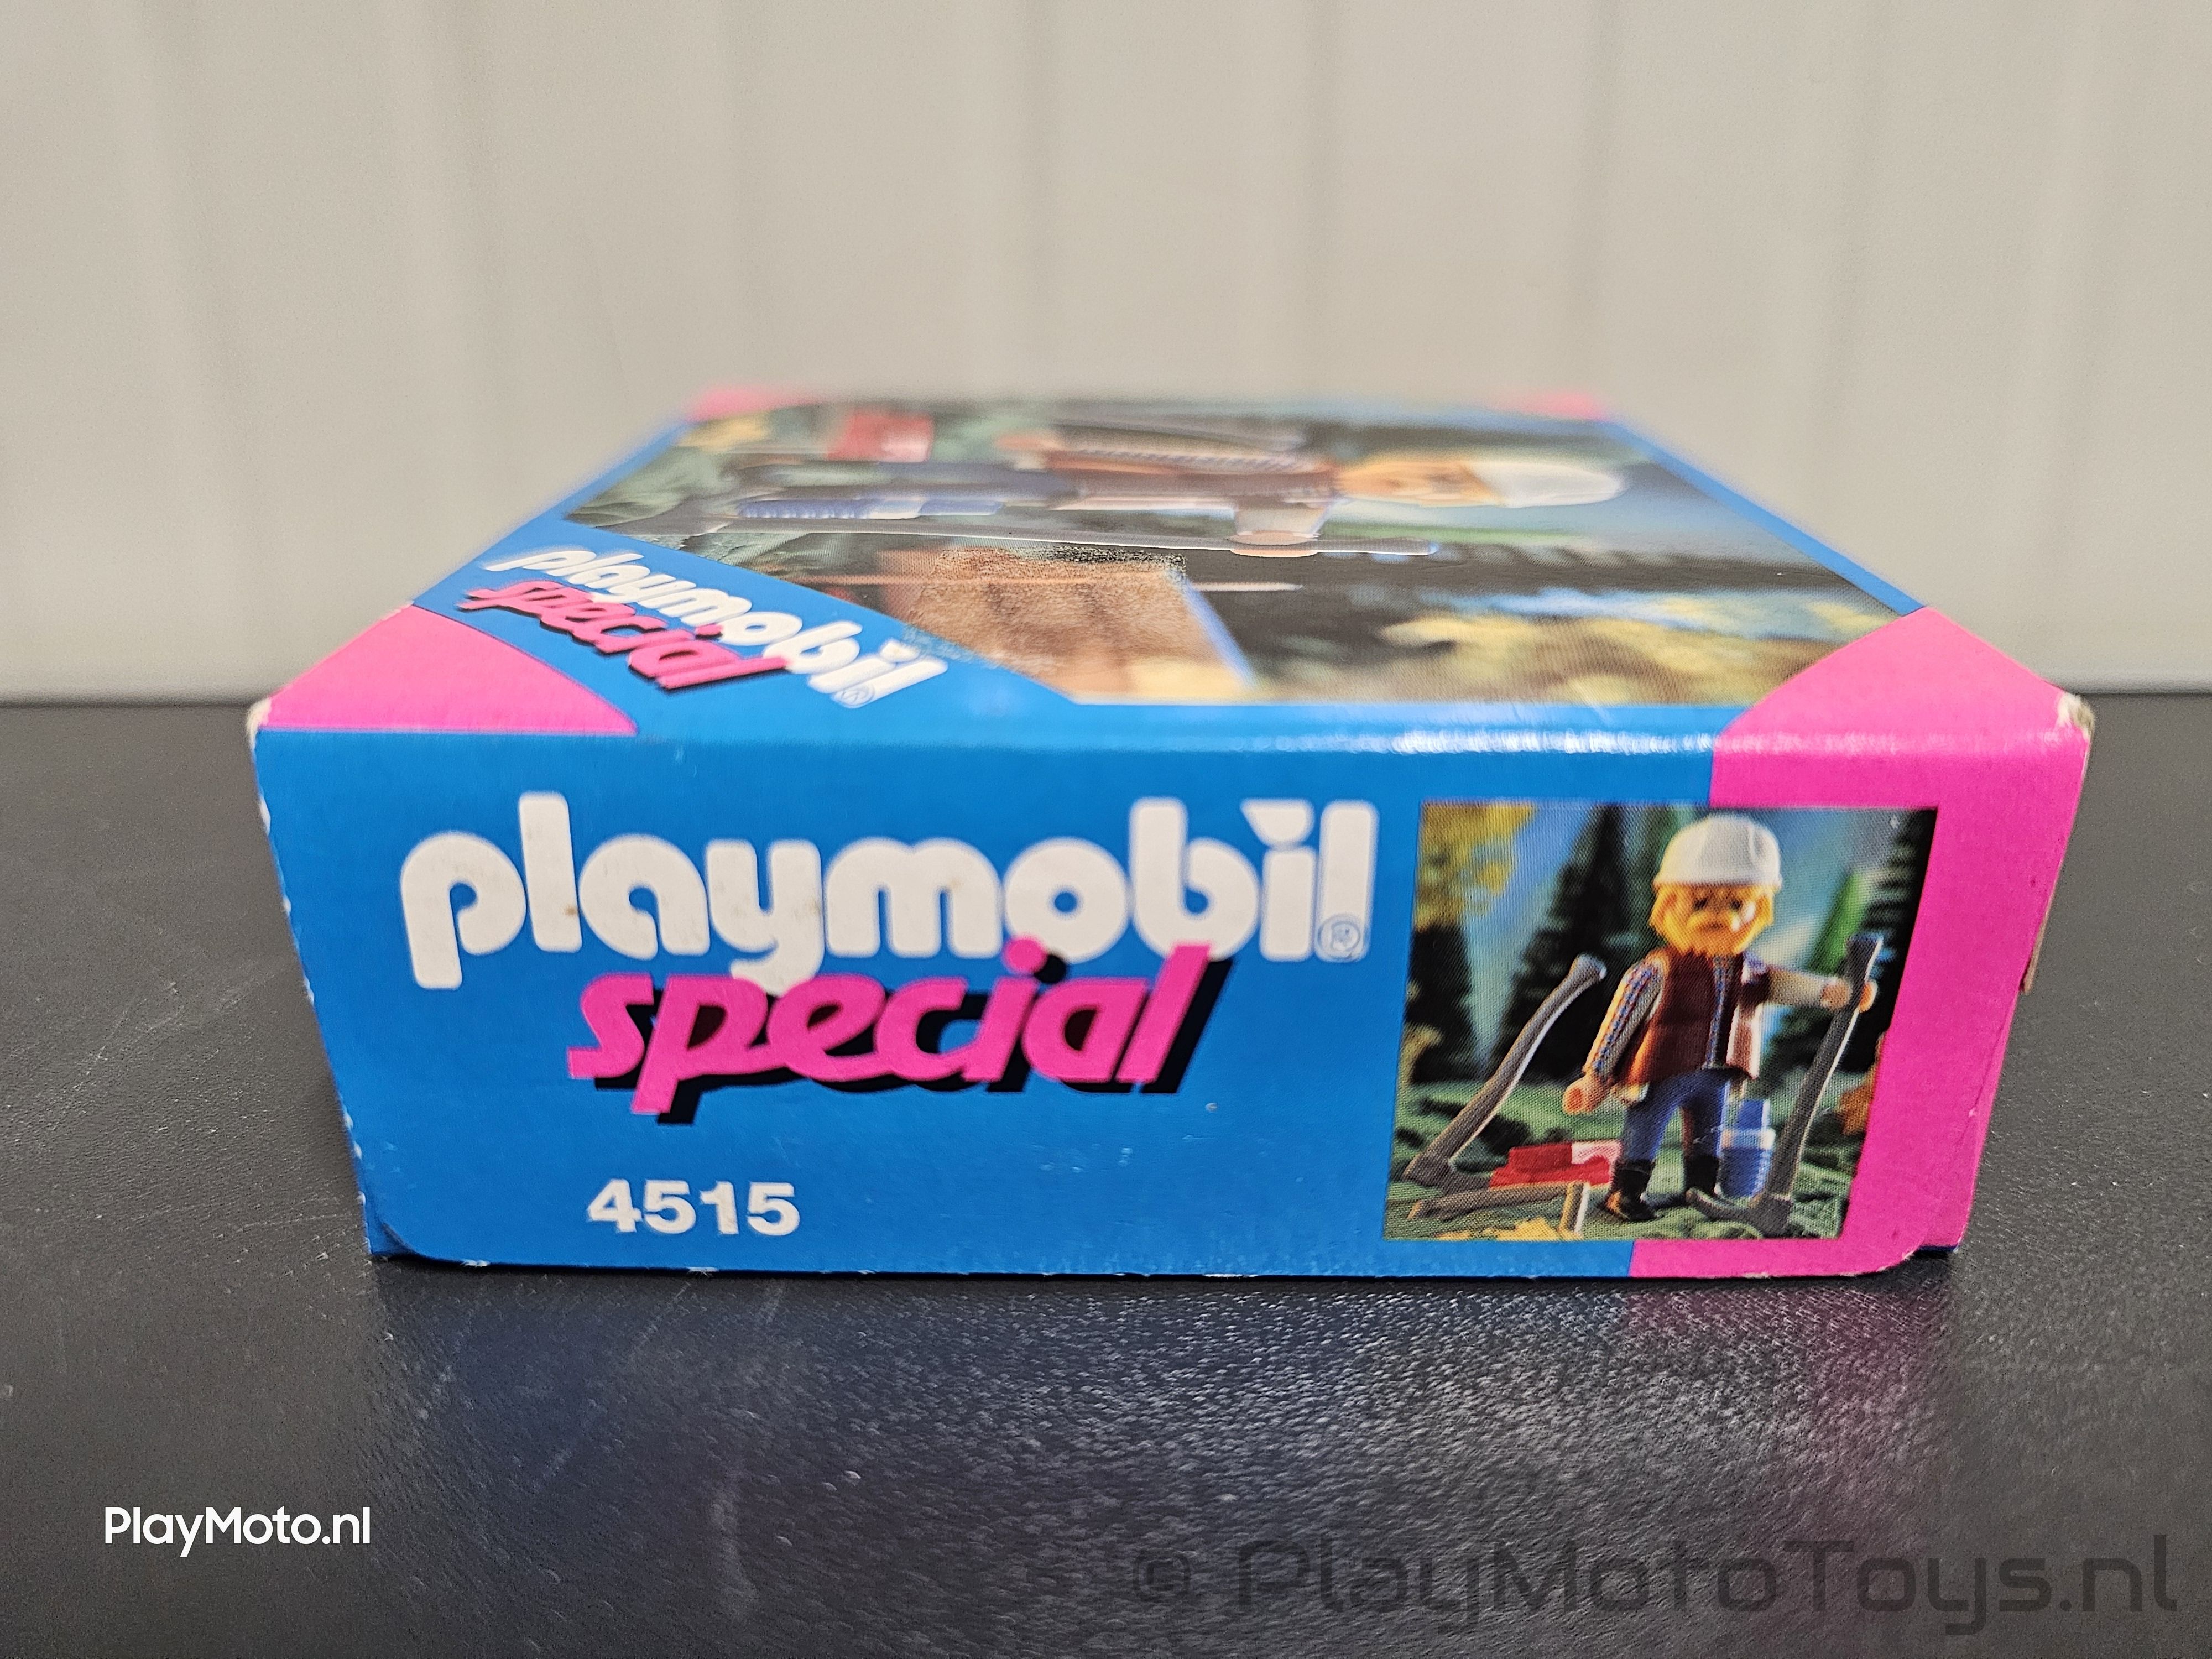 playmobil®
special
playmobil®
special
4515
PlayMoto.nl
© PlayMotoToys.nl